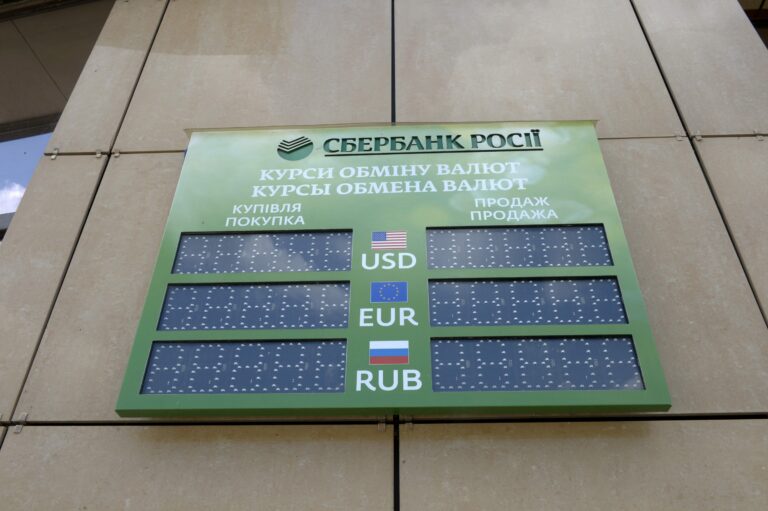 СБЕРБАНК РОСІЇ
КУРСИ ОБМІНУ ВАЛЮТ
КУРСЫ ОБМЕНА ВАЛЮТ
КУПІВЛЯ
ПОКУПКА
ПРОДАЖ
ПРОДАЖА
USD
EUR
RUB